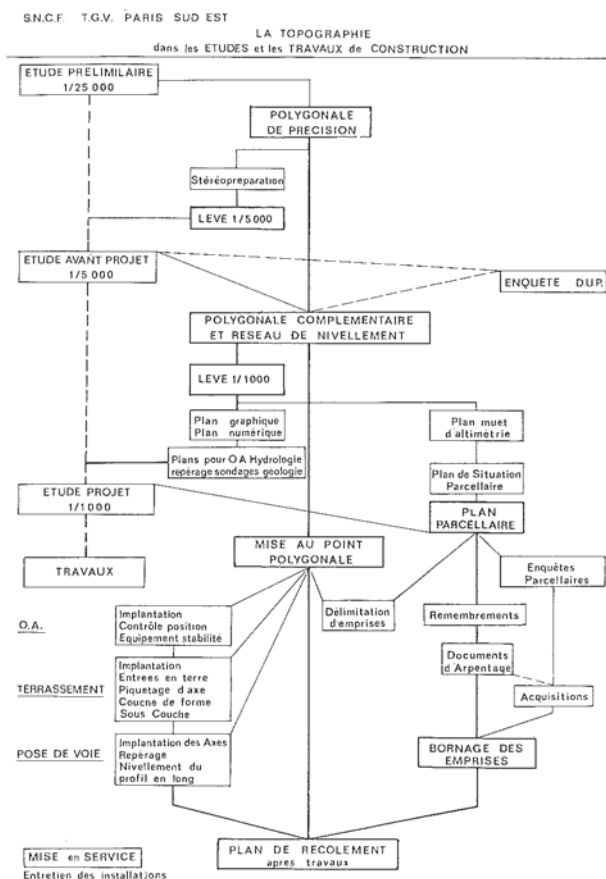 S.N.C.F. T.G.V. PARIS SUD EST
LA TOPOGRAPHIE
dans les ETUDES et les TRAVAUX de CONSTRUCTION
ETUDE PRELIMILAIRE
1/25 000
POLYGONALE
DE PRECISION
Stéréopreparation
LEVE 1/5000
ETUDE AVANT PROJET
1/5 000
ENQUÊTE D.U.P.
POLYGONALE COMPLEMENTAIRE
ET RESEAU DE NIVELLEMENT
LEVE 1/1000
Plan graphique
Plan numérique
Plan muet
d'altimétrie
Plans pour O A Hydrologie
repérage sondages géologie
Plan de Situation
Parcellaire
ETUDE PROJET
1/1000
PLAN
PARCELLAIRE
MISE AU POINT
POLYGONALE
TRAVAUX
Enquêtes
Parcellaires
O.A.
Implantation
Contrôle position
Equipement stabilité
Délimitation
d'emprises
Remembrements
TERRASSEMENT
Implantation
Entrees en terre
Piquetage d'axe
Coucne de forme
Sous Couche
Documents
d'Arpentage
Acquisitions
POSE DE VOIE
Implantation des Axes
Repérage
Nivellement du
profil en long
BORNAGE DES
EMPRISES
PLAN DE RECOLEMENT
apres travaux
MISE en SERVICE
Entretien des installations